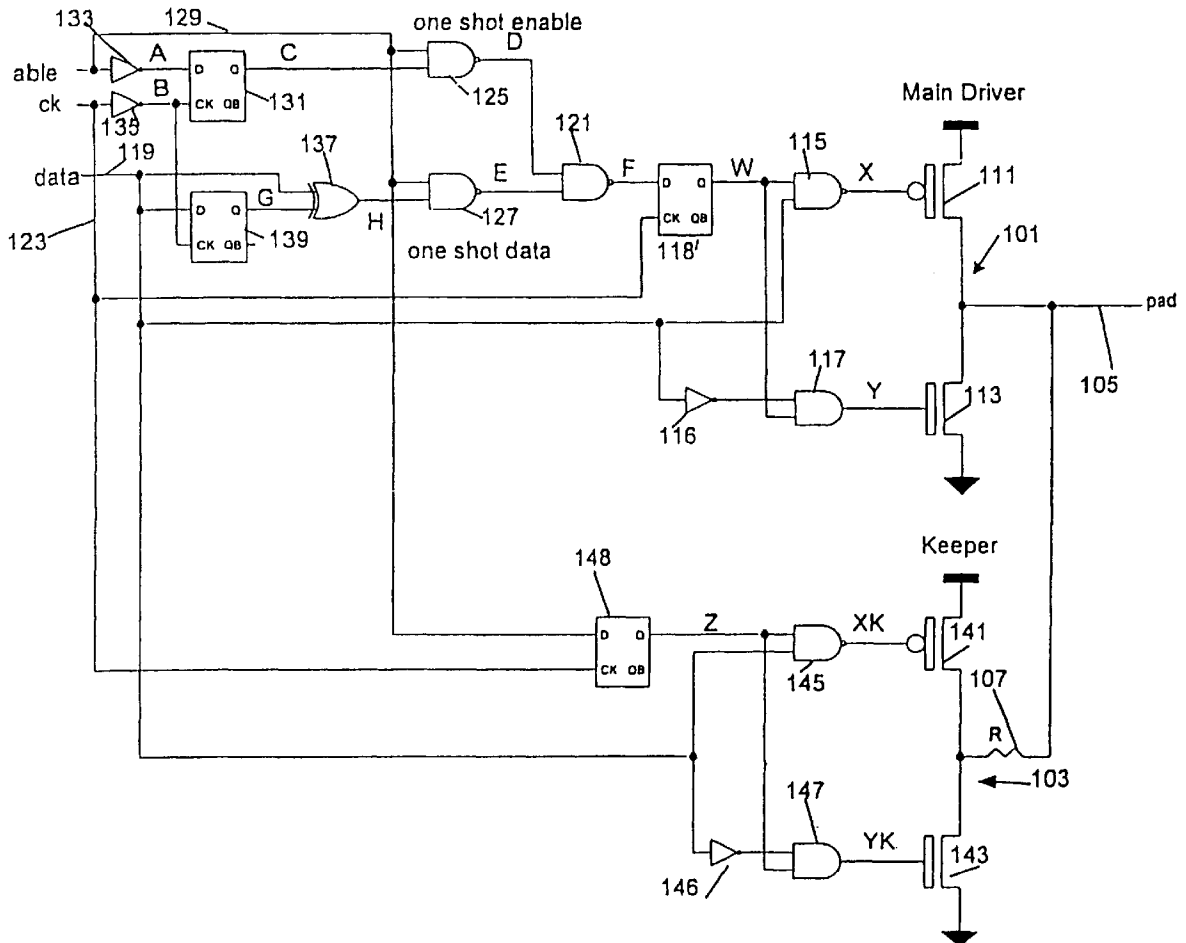 133
129
one shot enable
D
A
C
able
D
Q
CK
QB
131
125
B
ck
135
Main Driver
119
137
121
115
data
E
F
W
X
111
G
D
Q
CK
QB
139
H
127
D
Q
CK
QB
118'
123
one shot data
101
pad
117
Y
105
116
113
Keeper
148
D
Q
CK
QB
Z
XK
141
145
107
R
103
147
YK
146
143